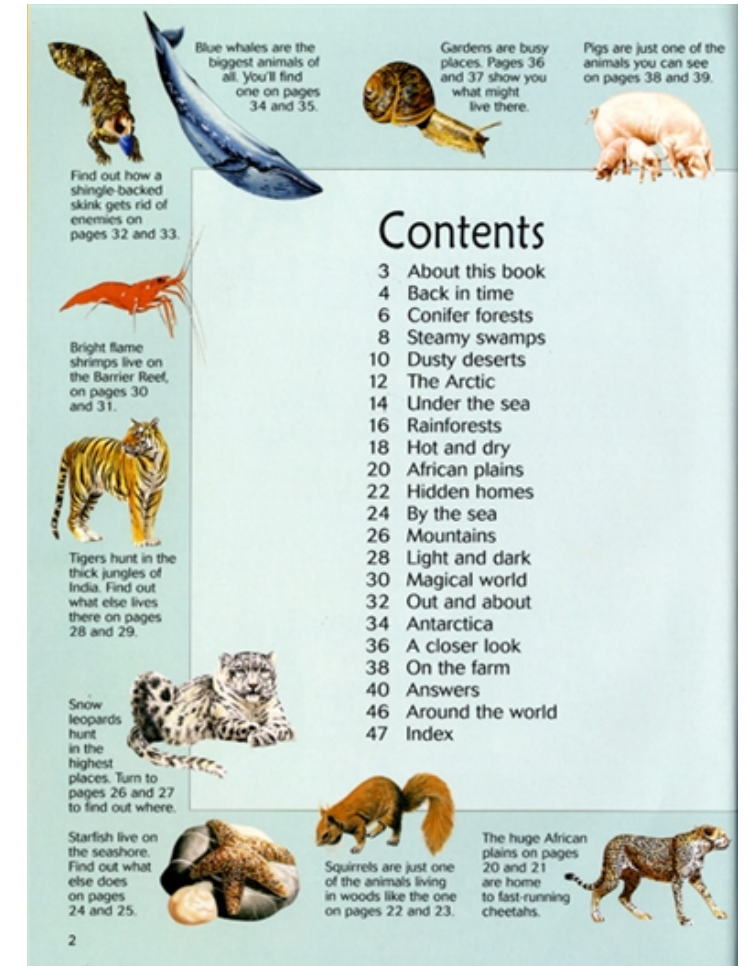 Blue whales are the
biggest animals of
all. You'll find
one on pages
34 and 35.
Gardens are busy
places. Pages 36
and 37 show you
what might
live there.
Pigs are just one of the
animals you can see
on pages 38 and 39.
Find out how a
shingle-backed
skink gets rid of
enemies on
pages 32 and 33.
Contents
3 About this book
4 Back in time
6 Conifer forests
8 Steamy swamps
10 Dusty deserts
12 The Arctic
14 Under the sea
16 Rainforests
18 Hot and dry
20 African plains
22 Hidden homes
24 By the sea
26 Mountains
28 Light and dark
30 Magical world
32 Out and about
34 Antarctica
36 A closer look
38 On the farm
40 Answers
46 Around the world
47 Index
Bright flame
shrimps live on
the Barrier Reef,
on pages 30
and 31.
Tigers hunt in the
thick jungles of
India. Find out
what else lives
there on pages
28 and 29.
Snow
leopards
hunt
in the
highest
places. Turn to
pages 26 and 27
to find out where.
Starfish live on
the seashore.
Find out what
else does
on pages
24 and 25.
Squirrels are just one
of the animals living
in woods like the one
on pages 22 and 23.
The huge African
plains on pages
20 and 21
are home
to fast-running
cheetahs.
2